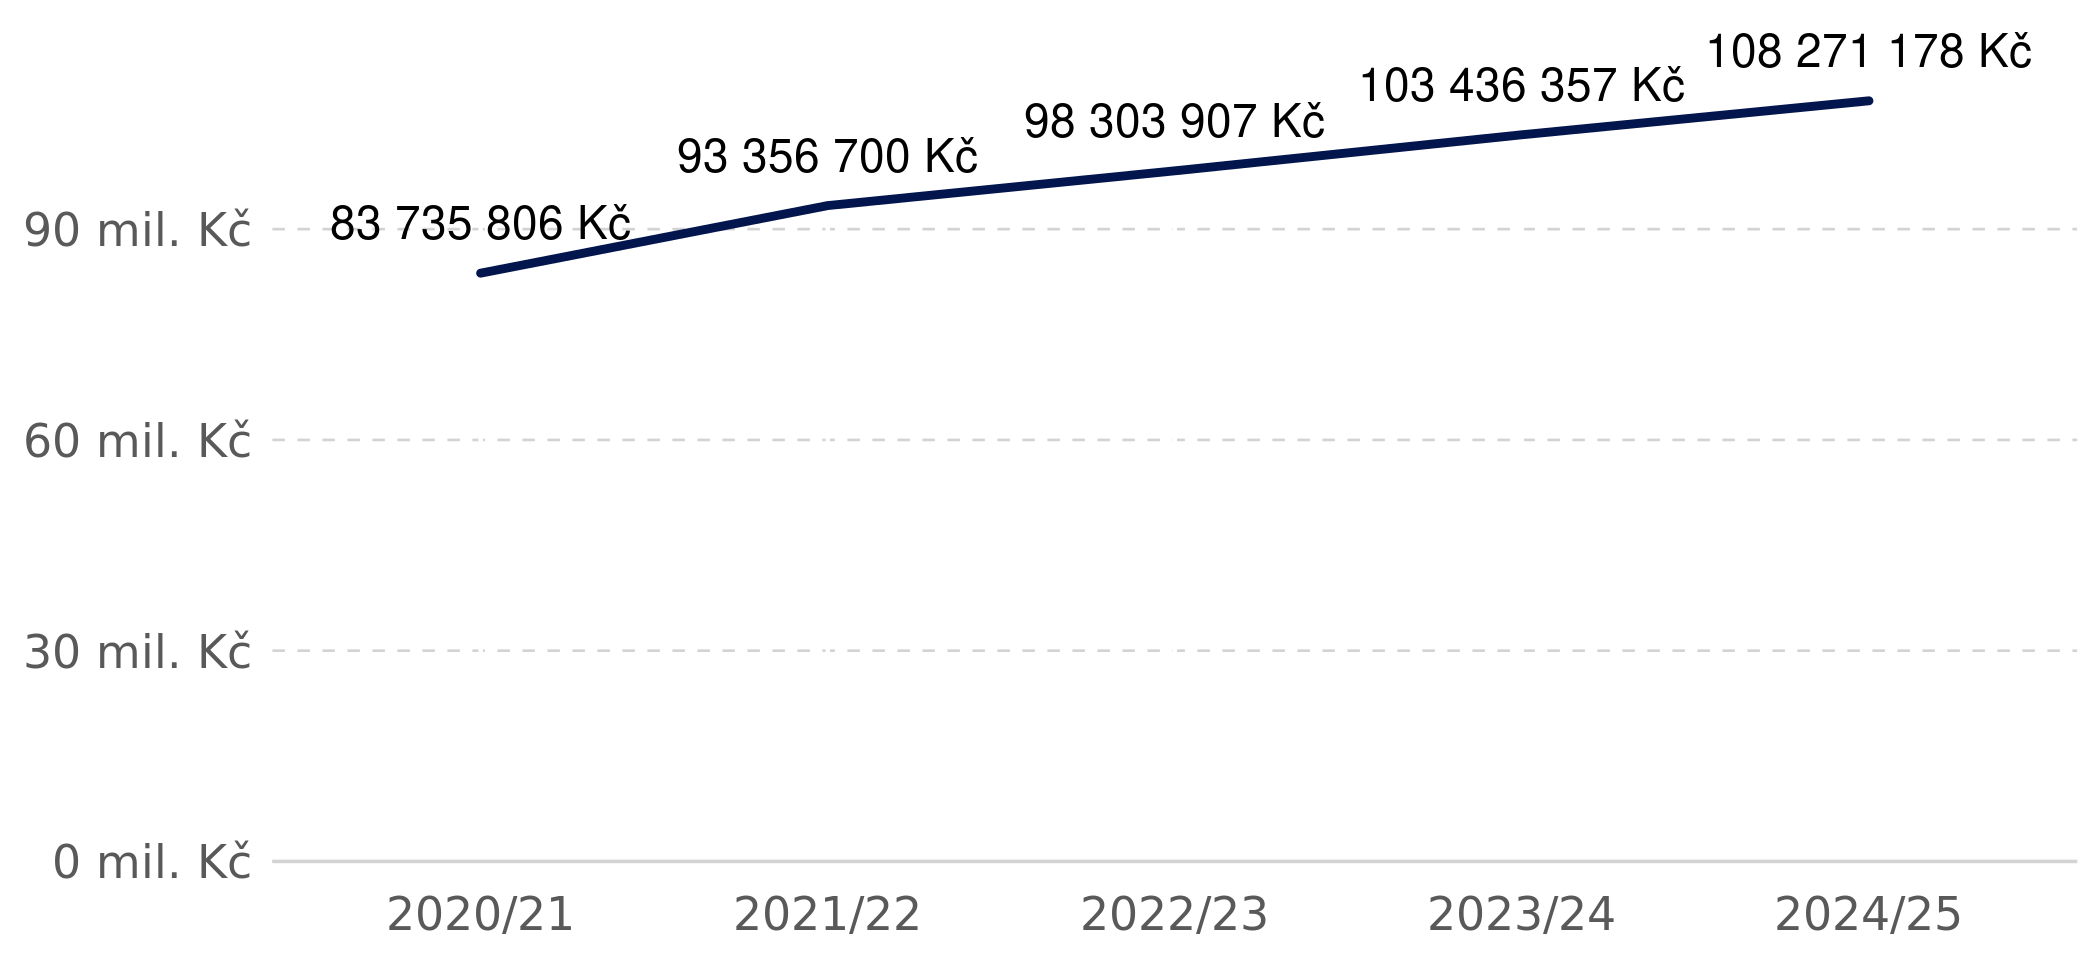 108 271 178 Kč
103 436 357 Kč
98 303 907 Kč
93 356 700 Kč
83 735 806 Kč
90 mil. Kč
60 mil. Kč
30 mil. Kč
0 mil. Kč
2020/21 2021/22 2022/23 2023/24 2024/25